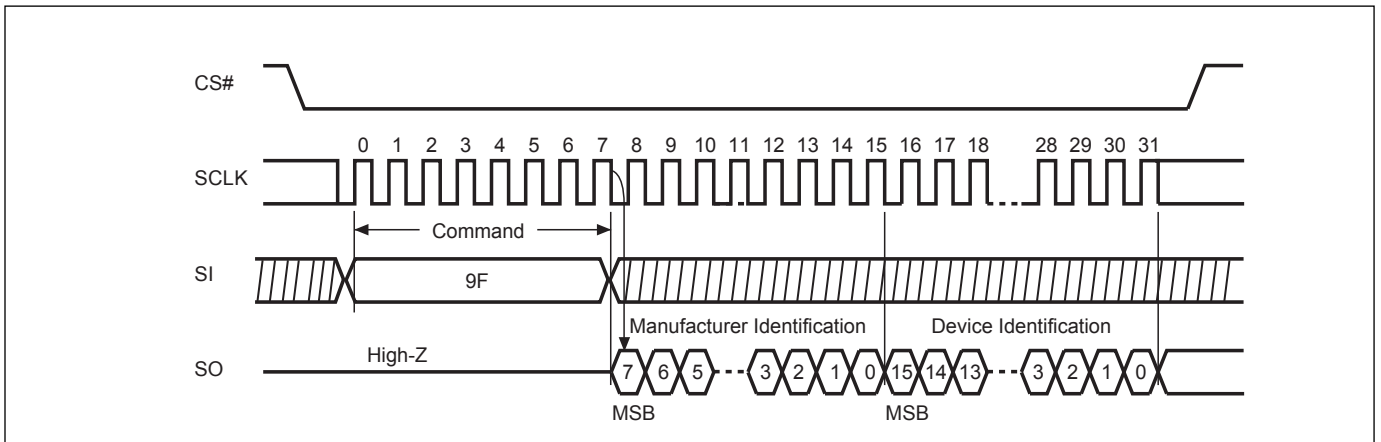 CS#
0 1 2 3 4 5 6 7 8 9 10 11 12 13 14 15 16 17 18 28 29 30 31
SCLK
Command
SI
9F
Manufacturer Identification Device Identification
High-Z
SO
7 6 5 3 2 1 0 15 14 13 3 2 1 0
MSB MSB